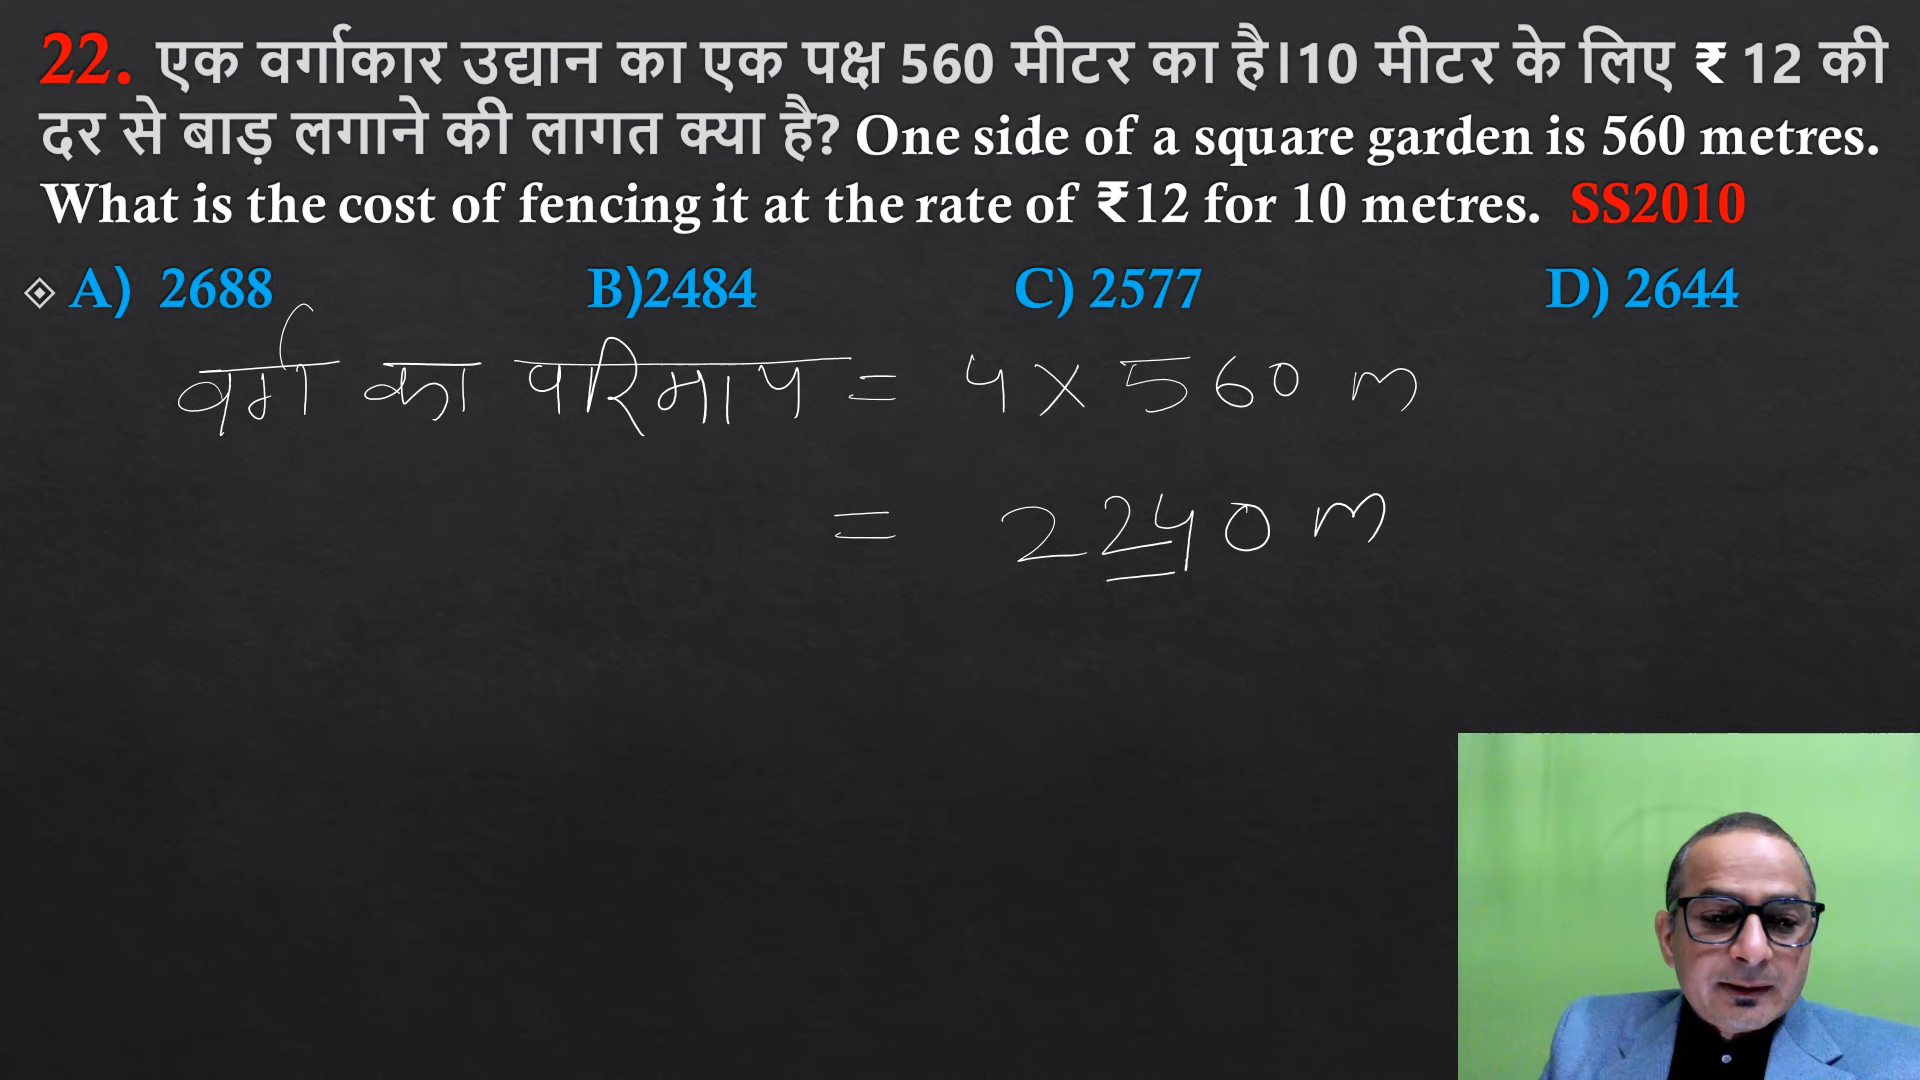 22. एक वर्गाकार उद्यान का एक पक्ष 560 मीटर का है।10 मीटर के लिए ₹ 12 की
दर से बाड़ लगाने की लागत क्या है? One side of a square garden is 560 metres.
What is the cost of fencing it at the rate of ₹12 for 10 metres. SS2010
A) 2688 B)2484 C) 2577 D) 2644
वर्ग का परिमाप = 4 x 560 m
= 2240 m